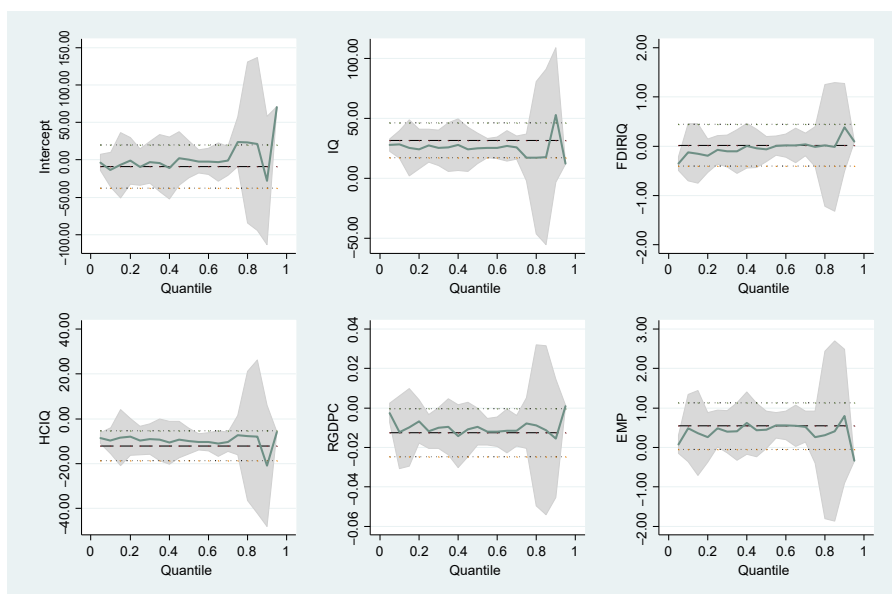 Intercept
−100.00 −50.00 0.00 50.00 100.00 150.00
0 0.2 0.4 0.6 0.8 1
Quantile
IQ
−50.00 0.00 50.00 100.00
0 0.2 0.4 0.6 0.8 1
Quantile
FDIRIQ
−2.00 −1.00 0.00 1.00 2.00
0 0.2 0.4 0.6 0.8 1
Quantile
HCIQ
−40.00 −20.00 0.00 20.00 40.00
0 0.2 0.4 0.6 0.8 1
Quantile
RGDPC
−0.06 −0.04 −0.02 0.00 0.02 0.04
0 0.2 0.4 0.6 0.8 1
Quantile
EMP
−2.00 −1.00 0.00 1.00 2.00 3.00
0 0.2 0.4 0.6 0.8 1
Quantile